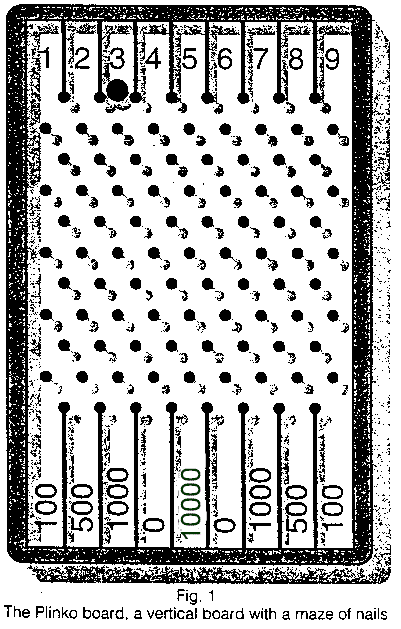 1 2 3 4 5 6 7 8 9
100 500 1000 0 10000 0 1000 500 100
Fig. 1
The Plinko board, a vertical board with a maze of nails